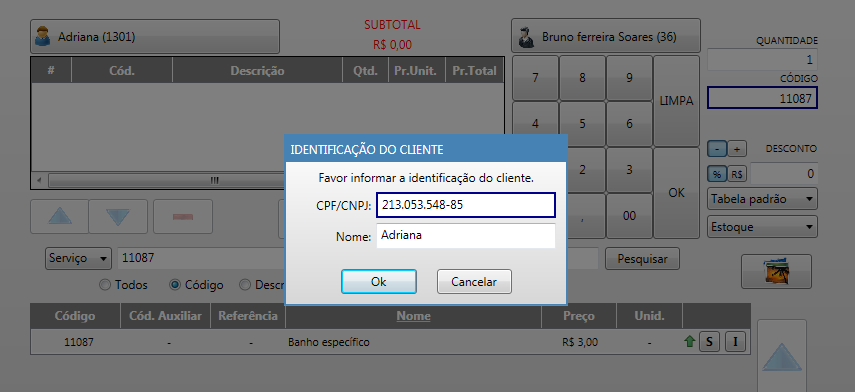 Adriana (1301)
SUBTOTAL
R$ 0,00
Bruno ferreira Soares (36)
QUANTIDADE
1
CÓDIGO
11087
# Cód. Descrição Qtd. Pr.Unit. Pr.Total
7 8 9 LIMPA
4 5 6
2 3 OK
, 00
- + DESCONTO
% R$ 0
Tabela padrão
Estoque
IDENTIFICAÇÃO DO CLIENTE
Favor informar a identificação do cliente.
CPF/CNPJ: 213.053.548-85
Nome: Adriana
Ok Cancelar
Serviço 11087 Pesquisar
Todos Código Descr
Código Cód. Auxiliar Referência Nome Preço Unid.
11087 - - Banho específico R$ 3,00 - S I